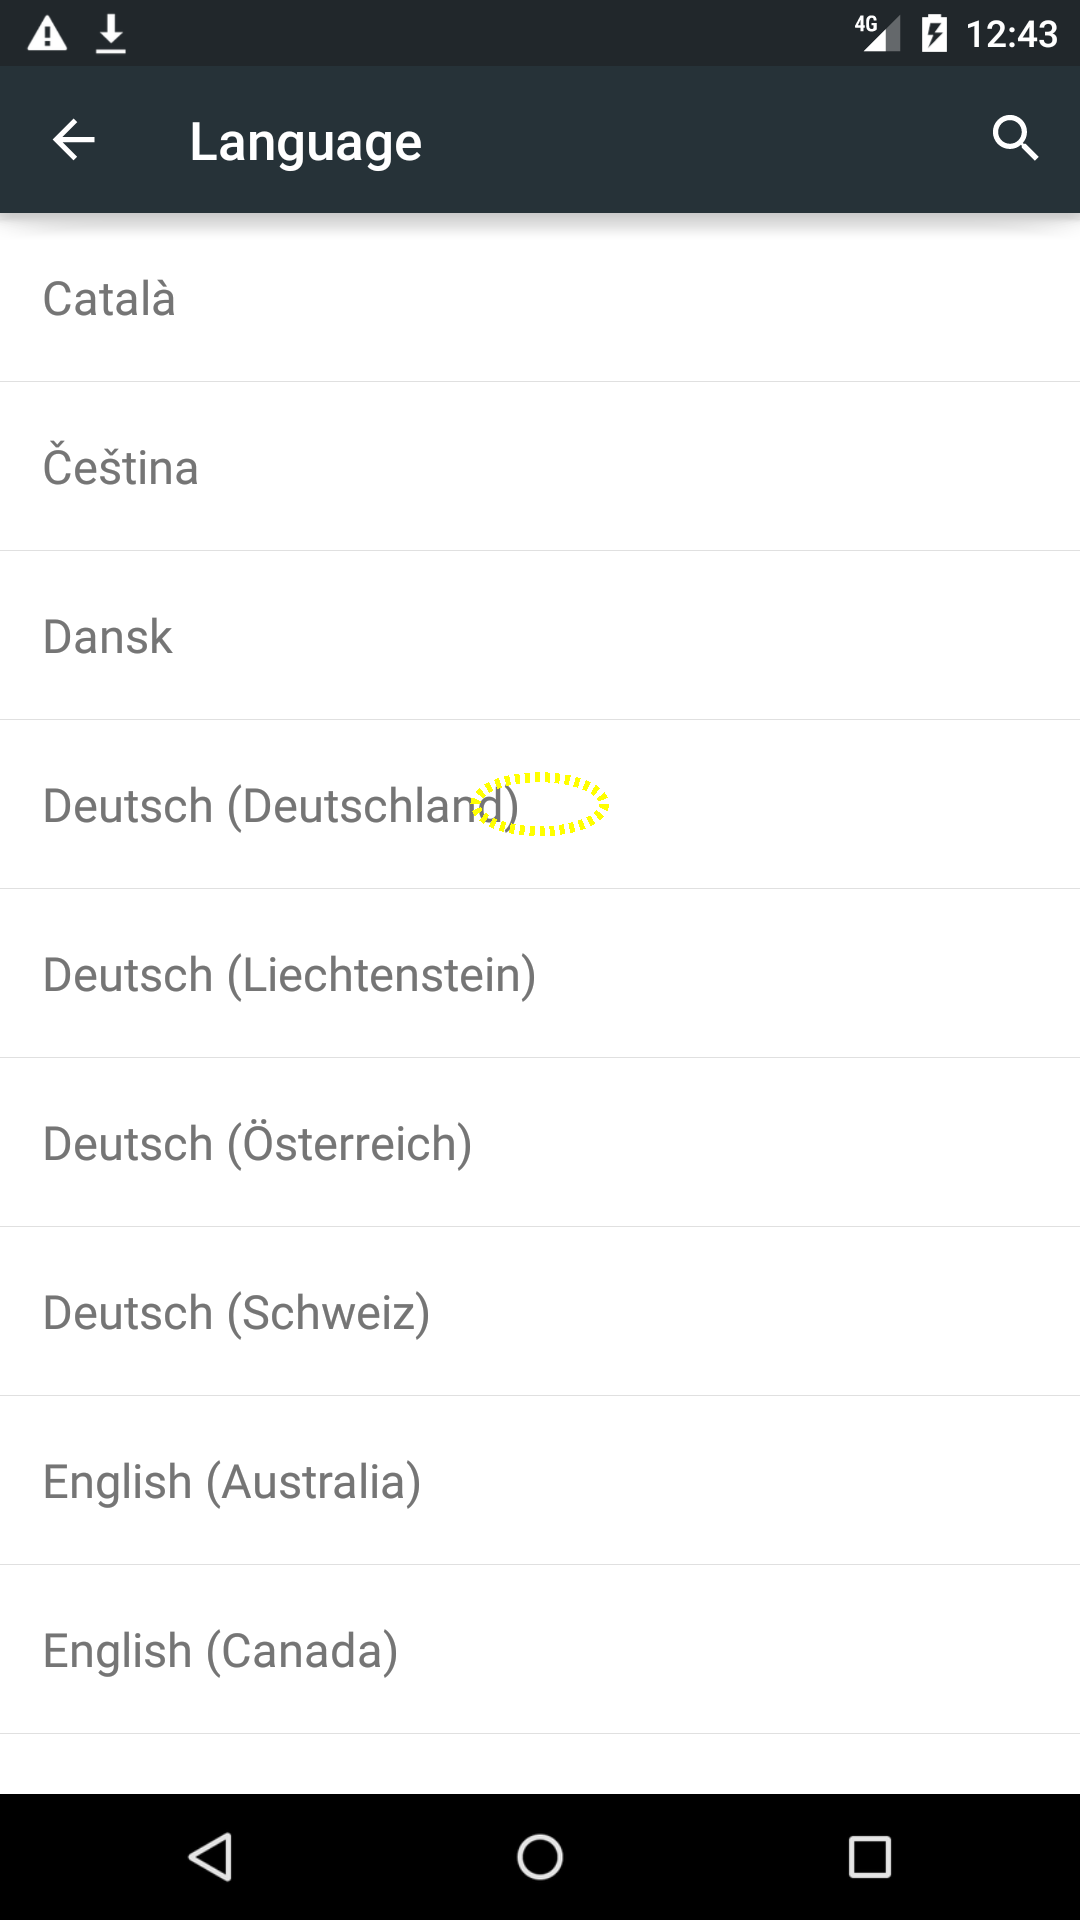 4G 12:43
Language
Català
Čeština
Dansk
Deutsch (Deutschland)
Deutsch (Liechtenstein)
Deutsch (Österreich)
Deutsch (Schweiz)
English (Australia)
English (Canada)